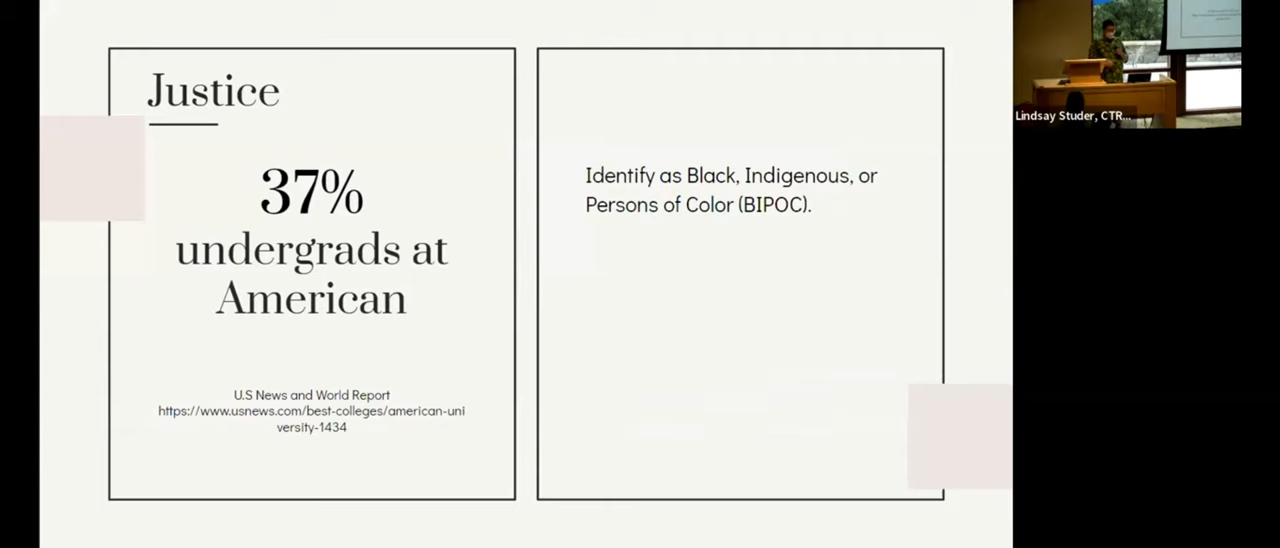 Justice
37%
undergrads at
American
U.S News and World Report
https://www.usnews.com/best-colleges/american-uni
versity-1434
Identify as Black, Indigenous, or
Persons of Color (BIPOC).
Lindsay Studer, CTR...